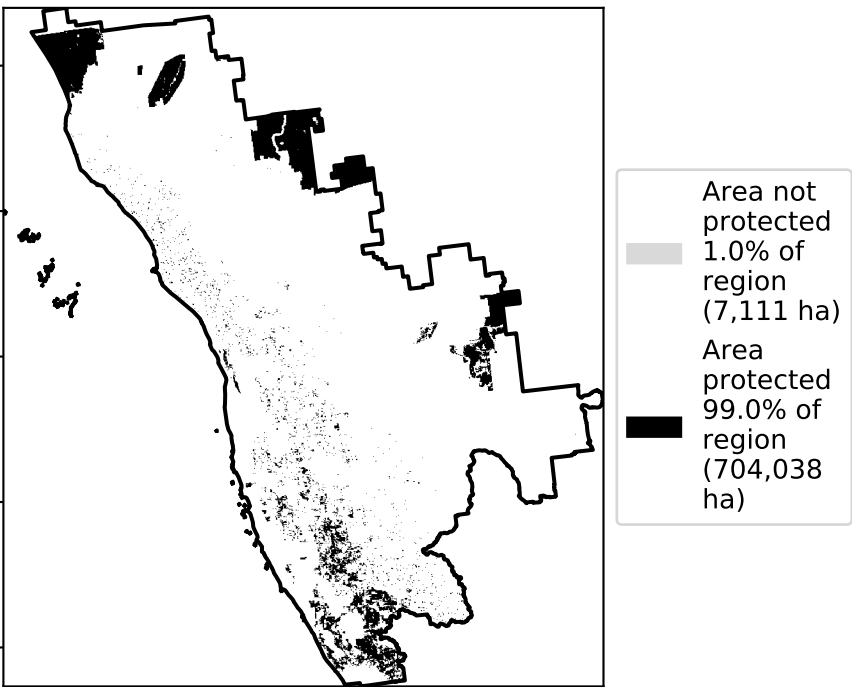 Area not
protected
1.0% of
region
(7,111 ha)
Area
protected
99.0% of
region
(704,038
ha)